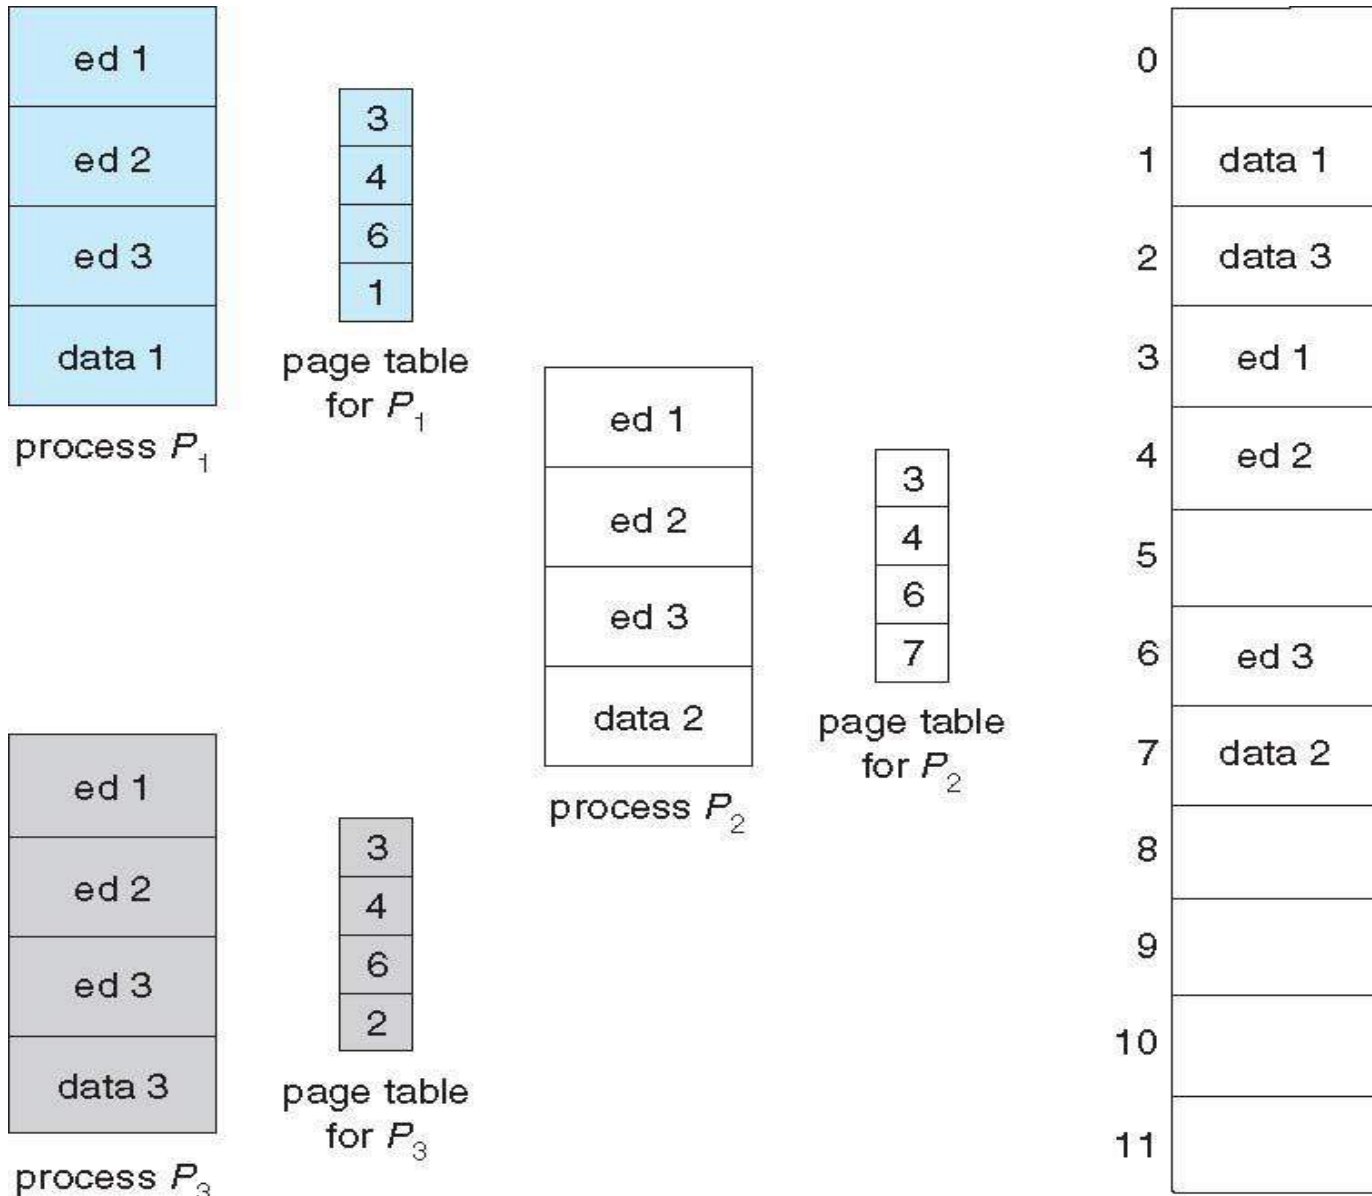 ed 1
ed 2
ed 3
data 1
process P₁
3
4
6
1
page table
for P₁
ed 1
ed 2
ed 3
data 2
process P₂
3
4
6
7
page table
for P₂
ed 1
ed 2
ed 3
data 3
process P₃
3
4
6
2
page table
for P₃
0
1 data 1
2 data 3
3 ed 1
4 ed 2
5
6 ed 3
7 data 2
8
9
10
11